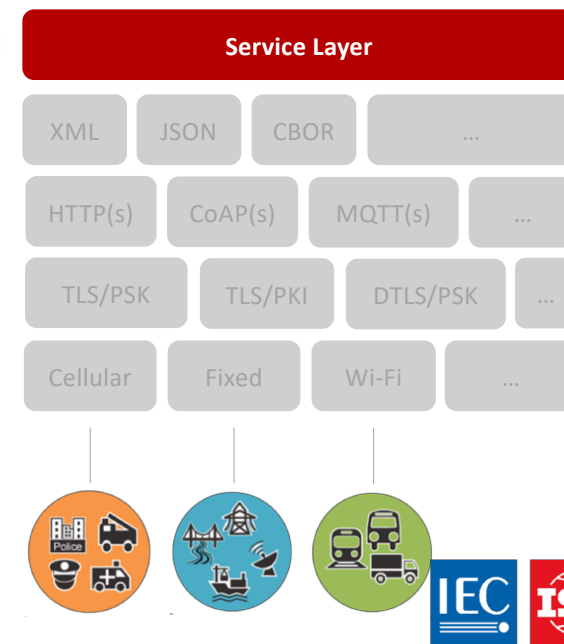 Service Layer
XML JSON CBOR ...
HTTP(s) CoAP(s) MQTT(s) ...
TLS/PSK TLS/PKI DTLS/PSK ...
Cellular Fixed Wi-Fi ...
Police
IEC